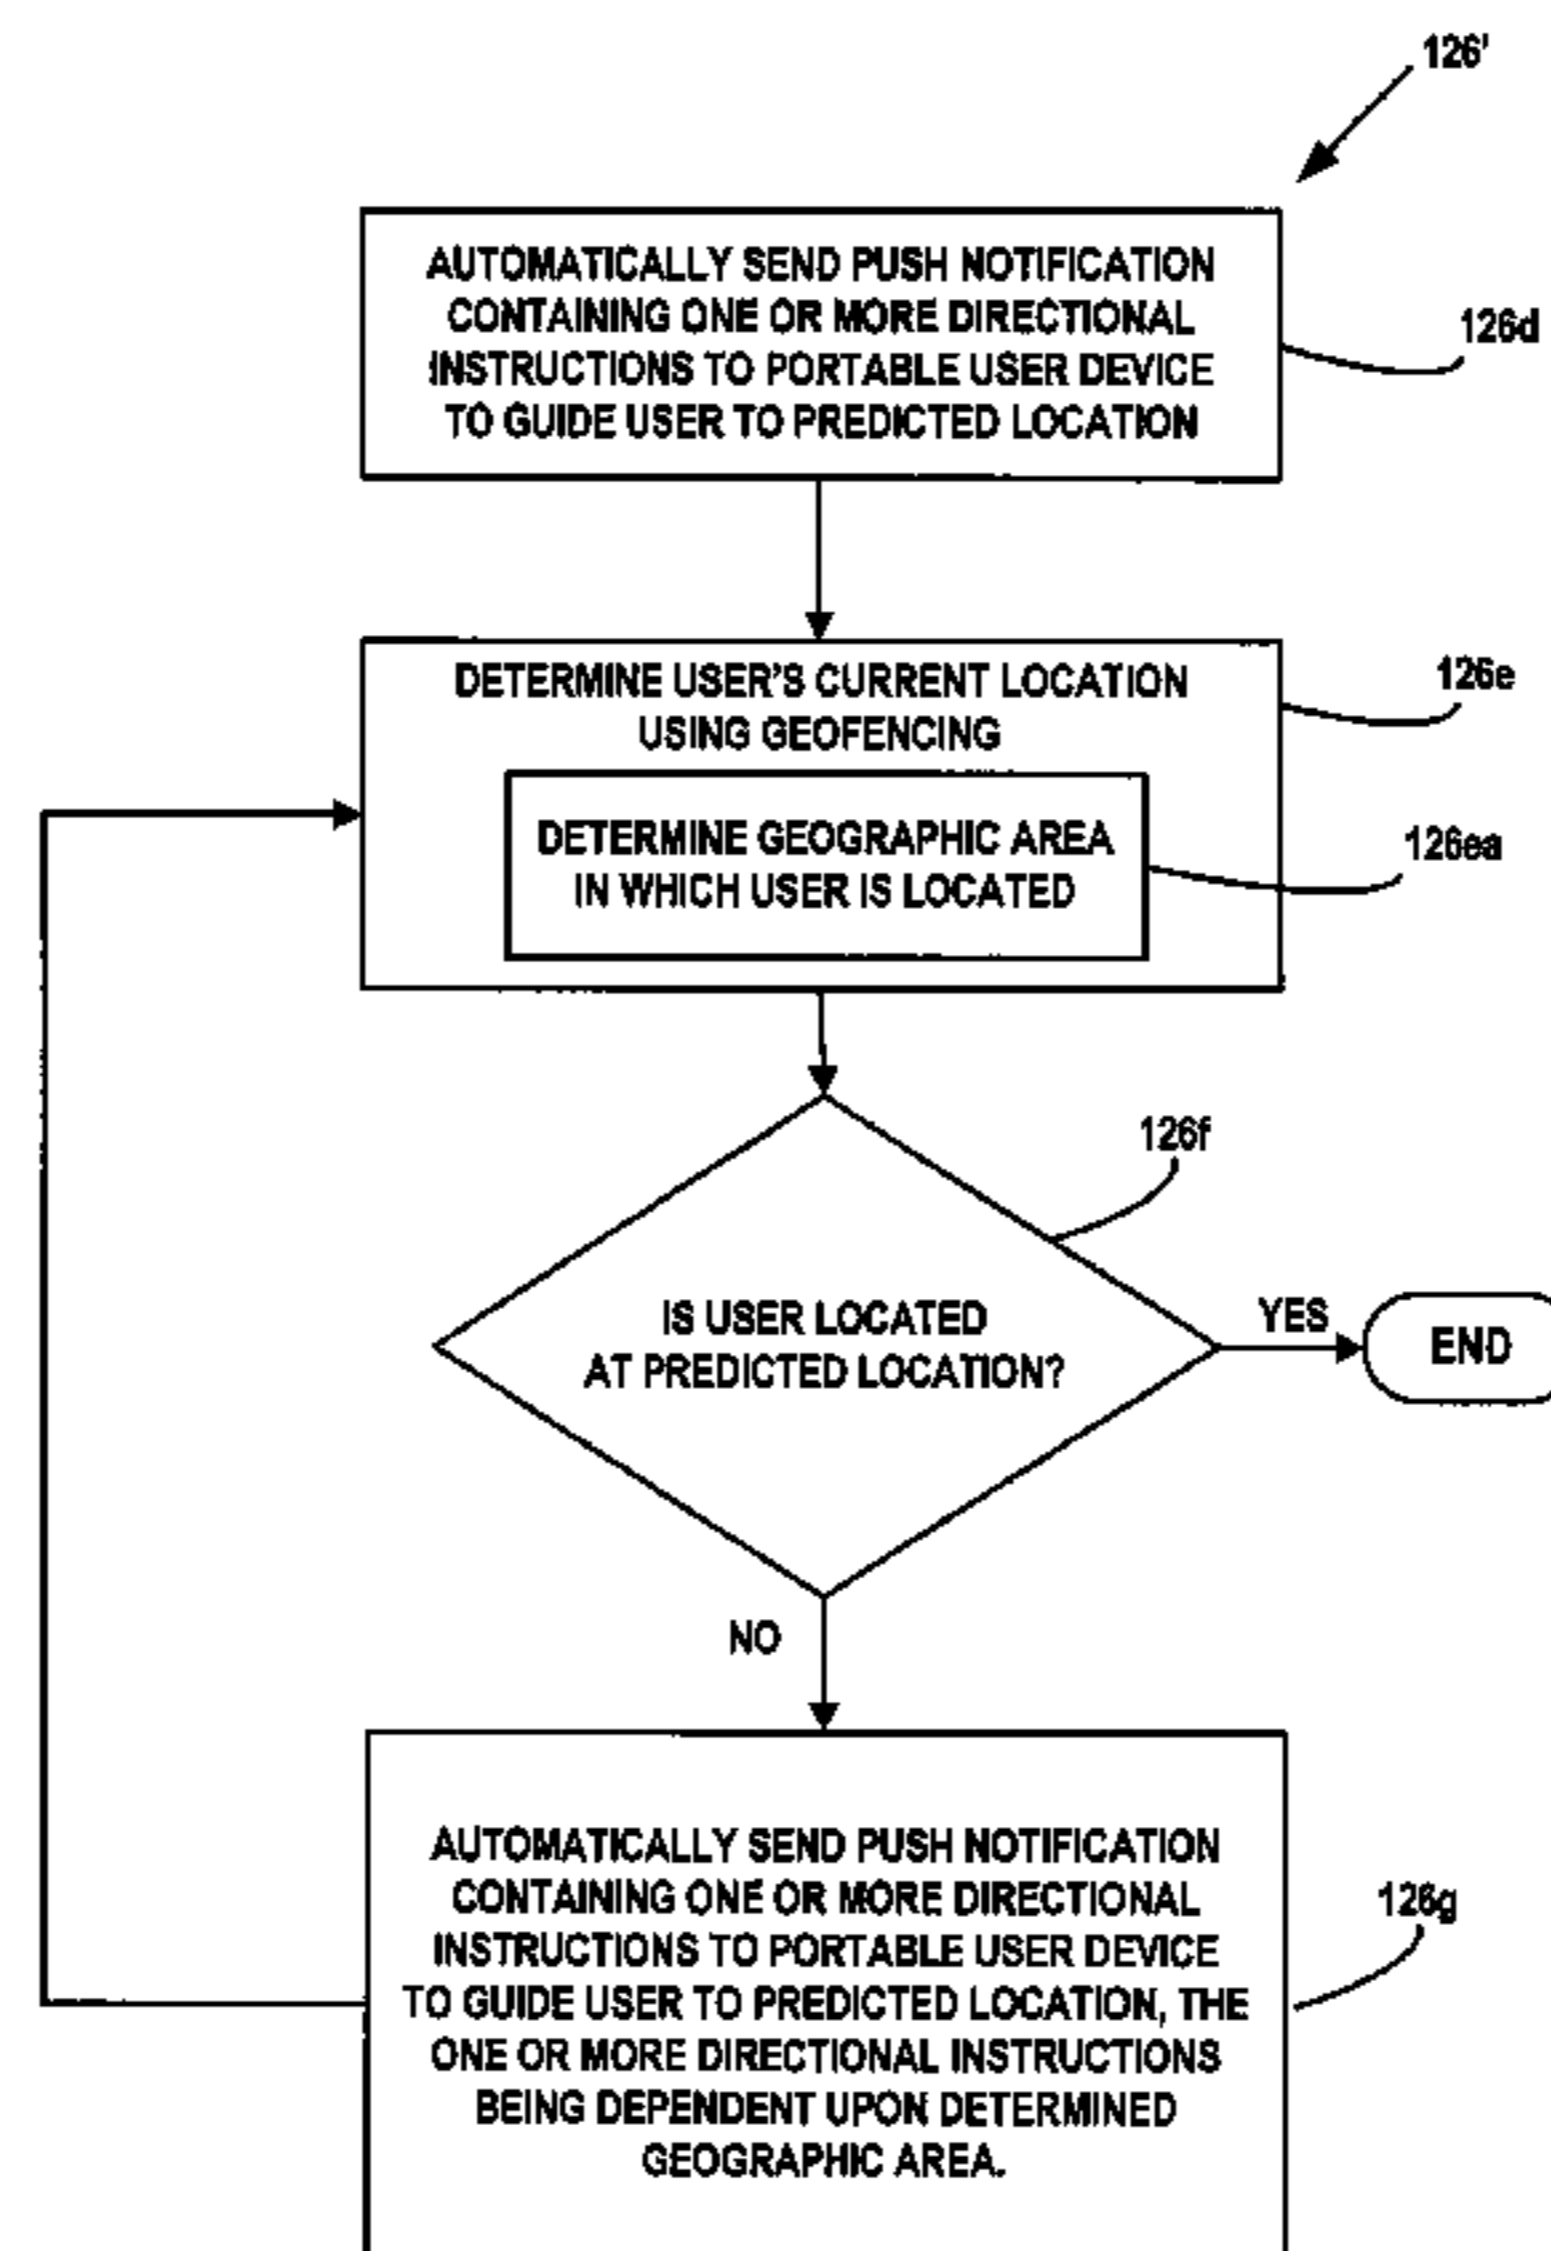 126'
AUTOMATICALLY SEND PUSH NOTIFICATION
CONTAINING ONE OR MORE DIRECTIONAL
INSTRUCTIONS TO PORTABLE USER DEVICE
TO GUIDE USER TO PREDICTED LOCATION
126d
DETERMINE USER'S CURRENT LOCATION
USING GEOFENCING
126e
DETERMINE GEOGRAPHIC AREA
IN WHICH USER IS LOCATED
126ea
126f
IS USER LOCATED
AT PREDICTED LOCATION?
YES
END
NO
AUTOMATICALLY SEND PUSH NOTIFICATION
CONTAINING ONE OR MORE DIRECTIONAL
INSTRUCTIONS TO PORTABLE USER DEVICE
TO GUIDE USER TO PREDICTED LOCATION, THE
ONE OR MORE DIRECTIONAL INSTRUCTIONS
BEING DEPENDENT UPON DETERMINED
GEOGRAPHIC AREA.
126g